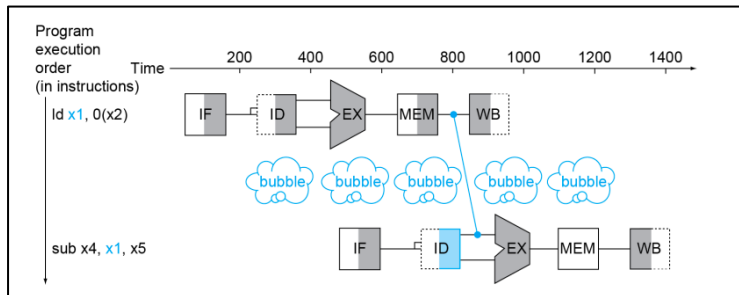 Program
execution
order
(in instructions)
Time
200 400 600 800 1000 1200 1400
ld x1, 0(x2)
IF ID EX MEM WB
bubble bubble bubble bubble bubble
sub x4, x1, x5
IF ID EX MEM WB